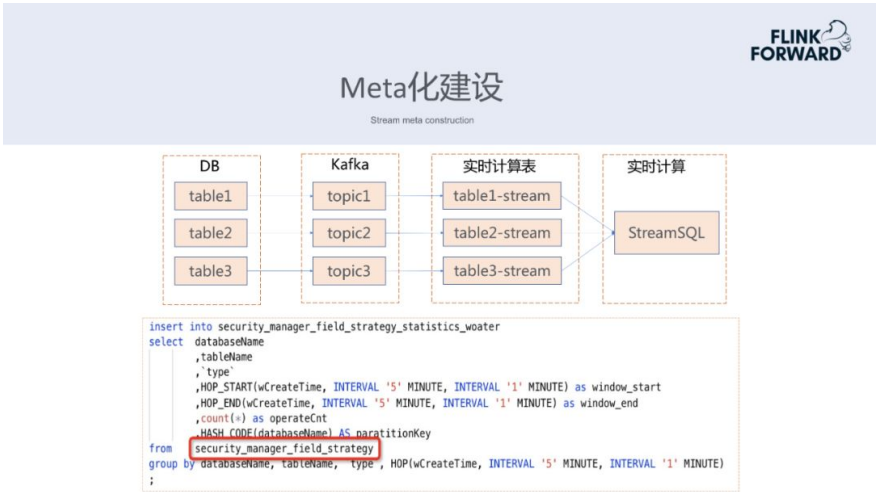 FLINK
FORWARD
Meta化建设
Stream meta construction
DB
Kafka
实时计算表
实时计算
table1
topic1
table1-stream
table2
topic2
table2-stream
StreamSQL
table3
topic3
table3-stream
insert into security_manager_field_strategy_statistics_woater
select databaseName
,tableName
,`type`
,HOP_START(wCreateTime, INTERVAL '5' MINUTE, INTERVAL '1' MINUTE) as window_start
,HOP_END(wCreateTime, INTERVAL '5' MINUTE, INTERVAL '1' MINUTE) as window_end
,count(*) as operateCnt
,HASH_CODE(databaseName) AS paratitionKey
from security_manager_field_strategy
group by databaseName, tableName, `type`, HOP(wCreateTime, INTERVAL '5' MINUTE, INTERVAL '1' MINUTE)
;